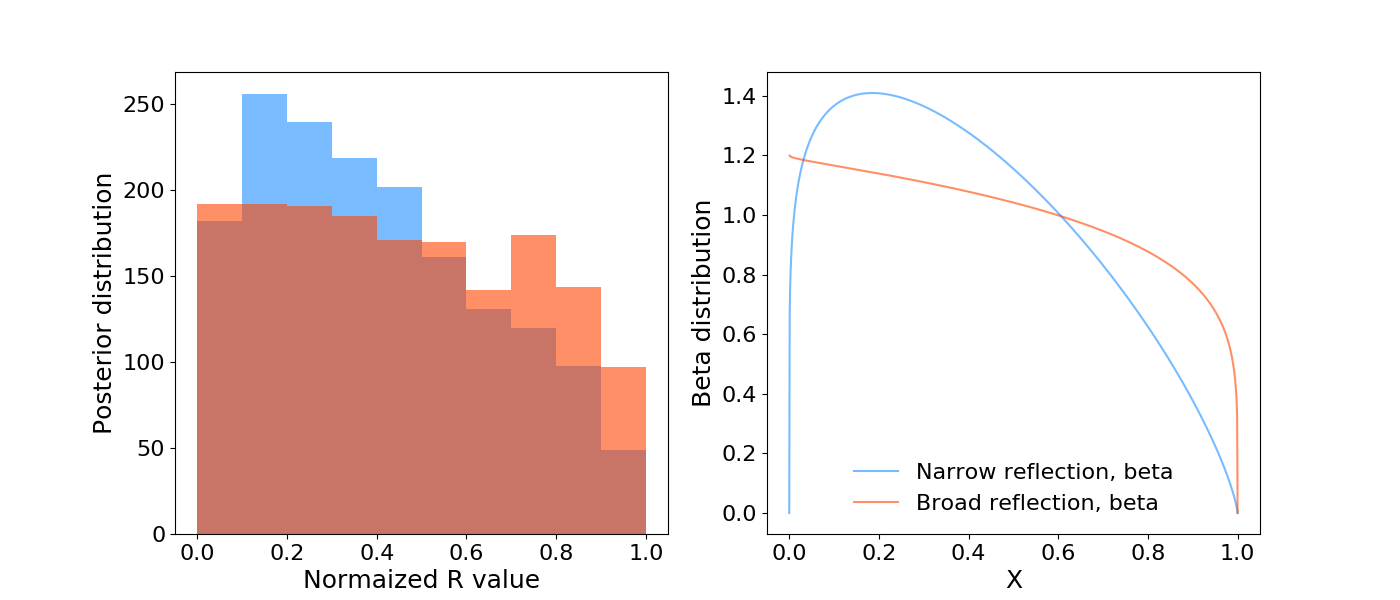 250
200
150
100
50
0
Posterior distribution
0.0 0.2 0.4 0.6 0.8 1.0
Normaized R value
1.4
1.2
1.0
0.8
0.6
0.4
0.2
0.0
Beta distribution
Narrow reflection, beta
Broad reflection, beta
0.0 0.2 0.4 0.6 0.8 1.0
X